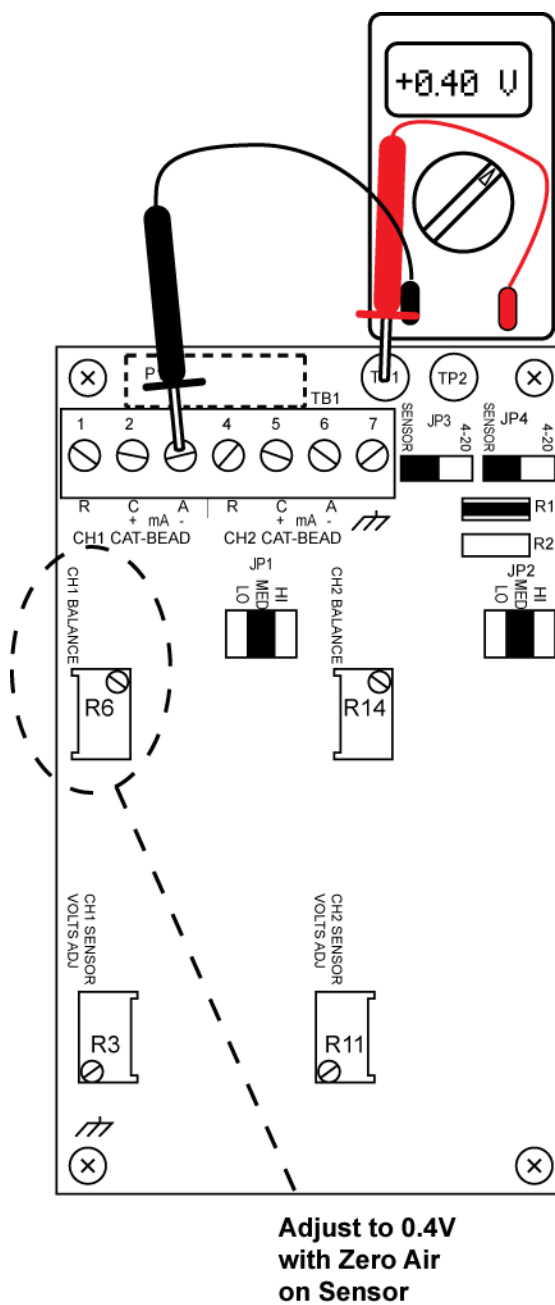 +0.40 V
P
TP1 TP2
TB1
1 2 4 5 6 7
SENSOR JP3 4-20 SENSOR JP4 4-20
R C A R C A
+ mA - + mA -
CH1 CAT-BEAD CH2 CAT-BEAD
R1
R2
JP1 JP2
LO MED HI
LO MED HI
CH1 BALANCE
CH2 BALANCE
R6 R14
CH1 SENSOR
VOLTS ADJ
CH2 SENSOR
VOLTS ADJ
R3 R11
Adjust to 0.4V
with Zero Air
on Sensor